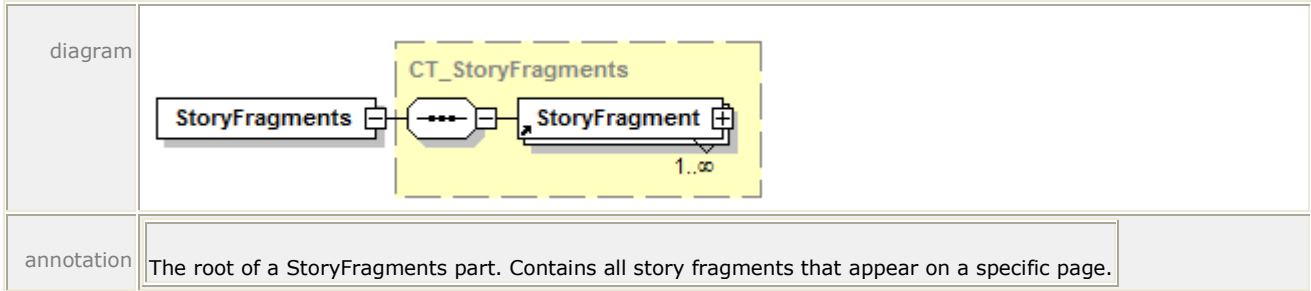 diagram
CT_StoryFragments
StoryFragments
StoryFragment
1..∞
annotation
The root of a StoryFragments part. Contains all story fragments that appear on a specific page.